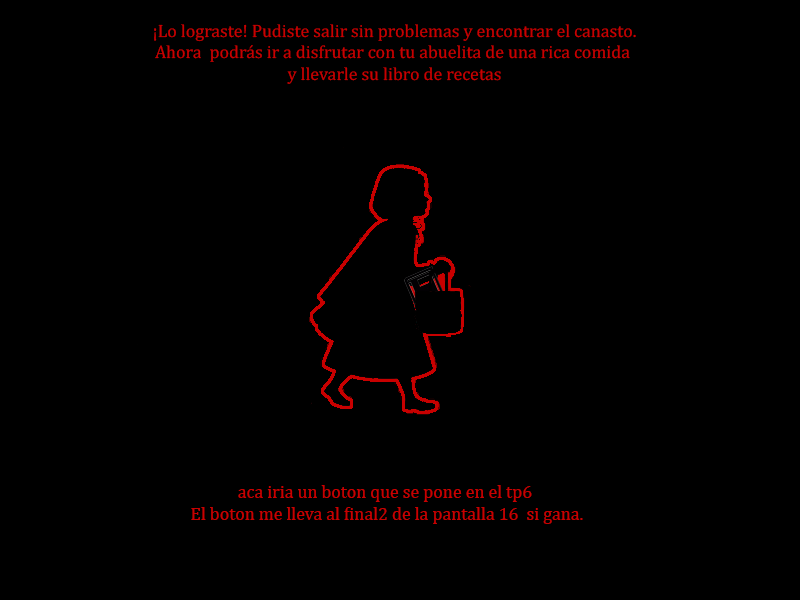 ¡Lo lograste! Pudiste salir sin problemas y encontrar el canasto.
Ahora  podrás ir a disfrutar con tu abuelita de una rica comida
y llevarle su libro de recetas
aca iria un boton que se pone en el tp6
El boton me lleva al final2 de la pantalla 16  si gana.